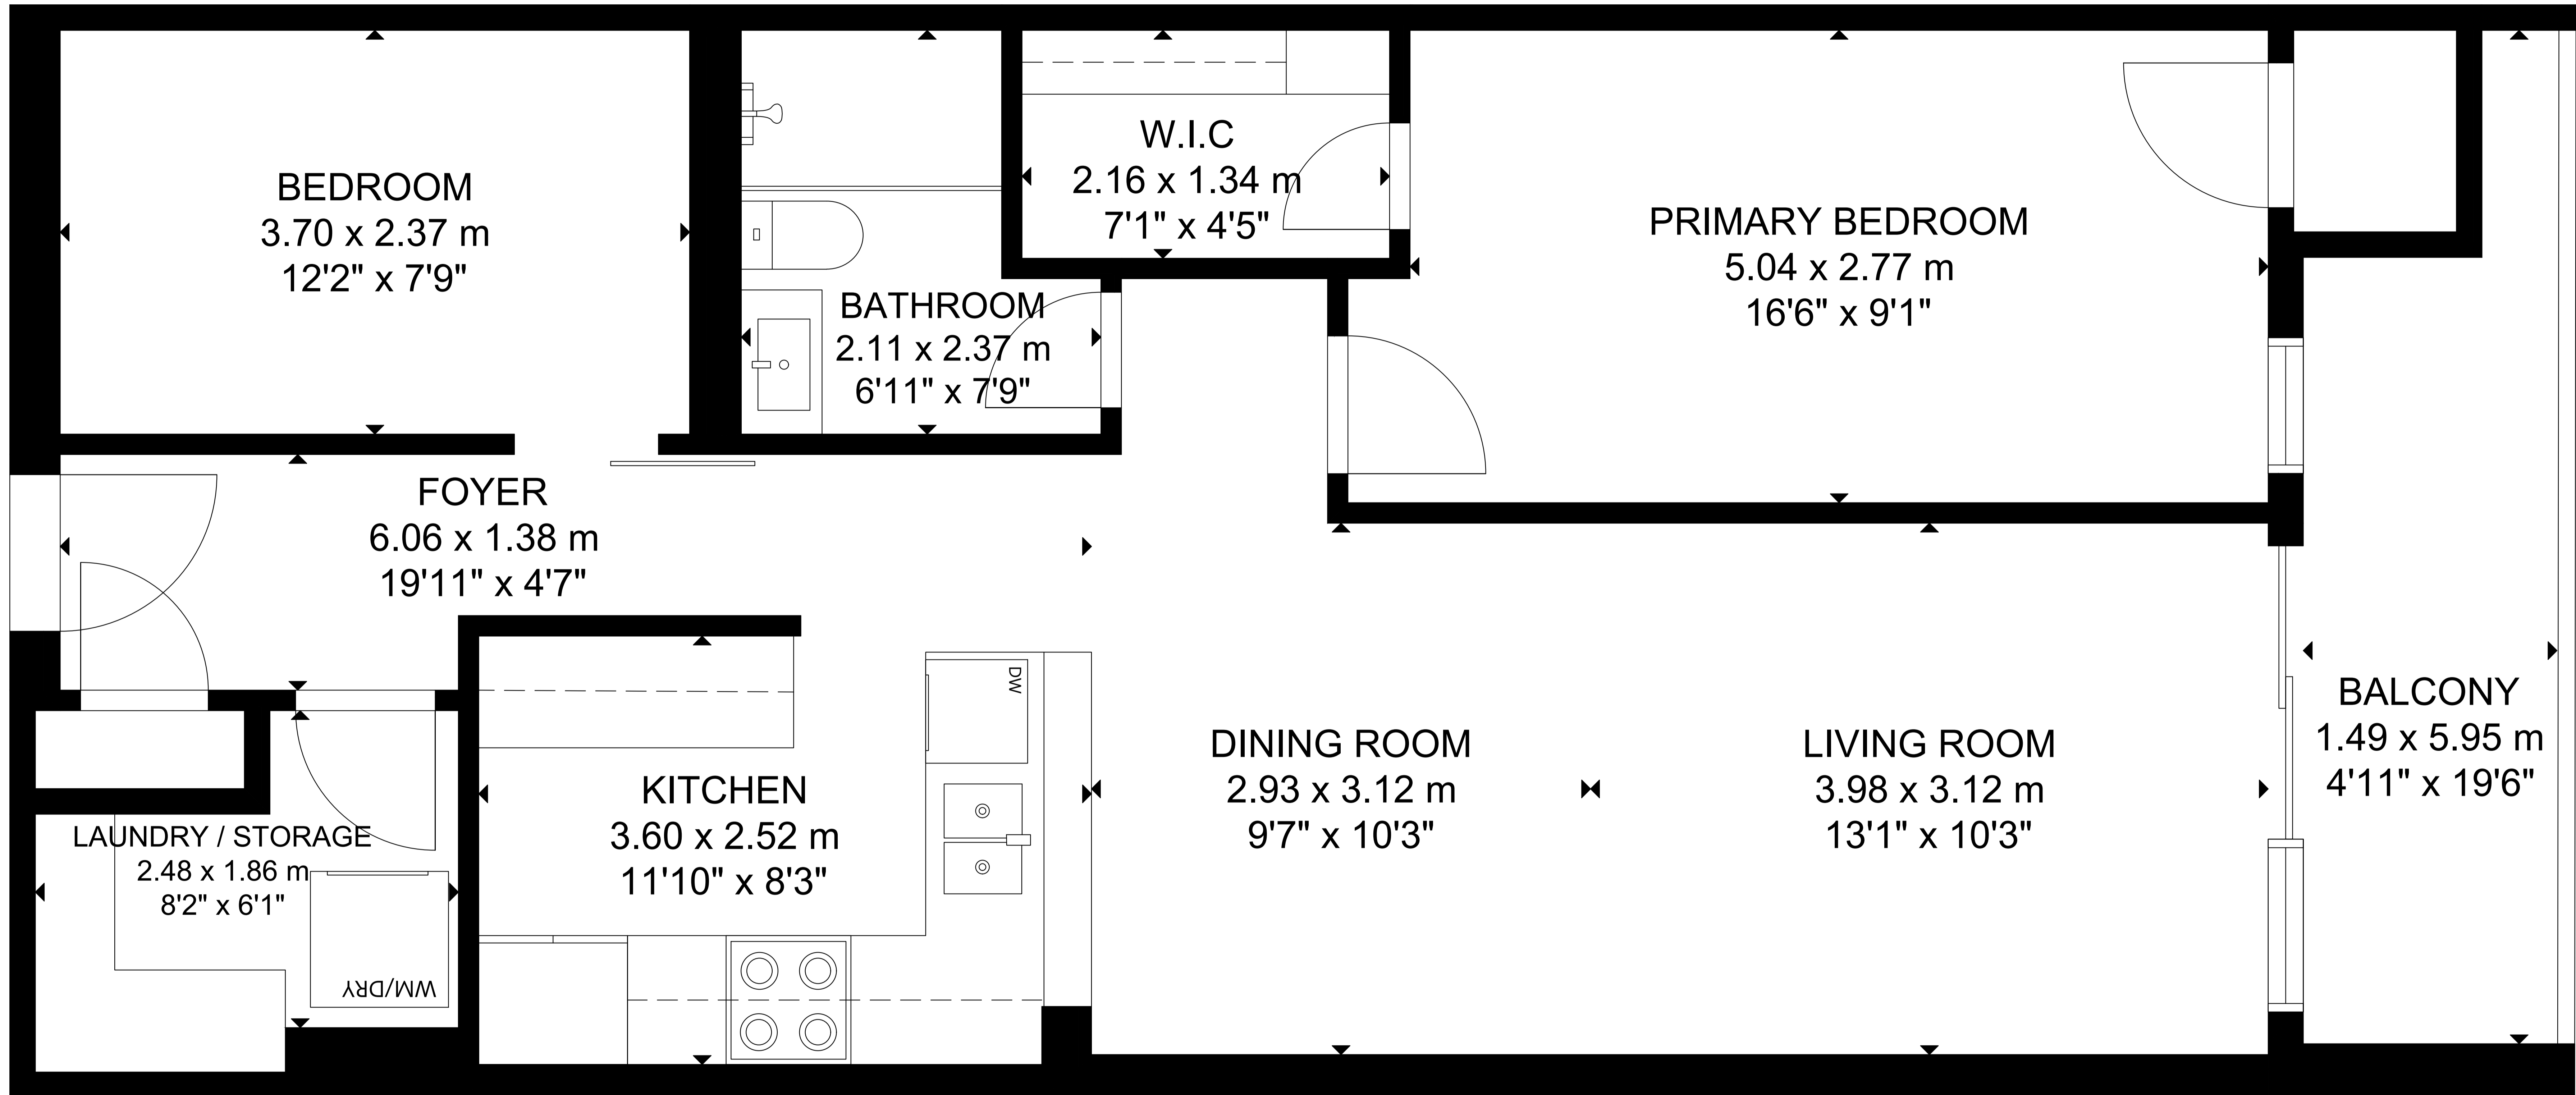 BEDROOM
3.70 x 2.37 m
12'2" x 7'9"
W.I.C
2.16 x 1.34 m
7'1" x 4'5"
PRIMARY BEDROOM
5.04 x 2.77 m
16'6" x 9'1"
BATHROOM
2.11 x 2.37 m
6'11" x 7'9"
FOYER
6.06 x 1.38 m
19'11" x 4'7"
DW
KITCHEN
3.60 x 2.52 m
11'10" x 8'3"
DINING ROOM
2.93 x 3.12 m
9'7" x 10'3"
LIVING ROOM
3.98 x 3.12 m
13'1" x 10'3"
BALCONY
1.49 x 5.95 m
4'11" x 19'6"
LAUNDRY / STORAGE
2.48 x 1.86 m
8'2" x 6'1"
WM/DRY